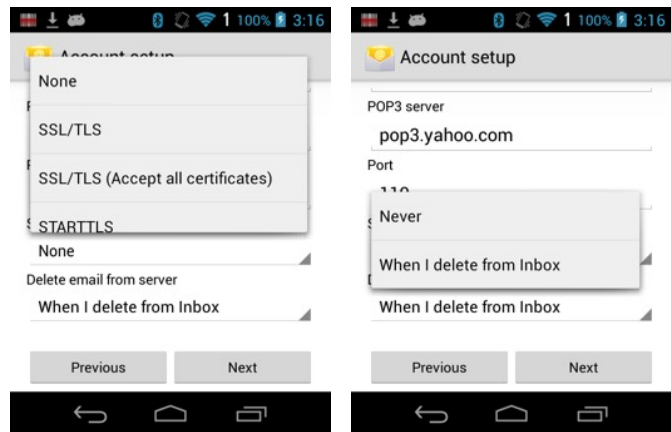 1 100% 3:16
Account setup
None
SSL/TLS
SSL/TLS (Accept all certificates)
STARTTLS
None
Delete email from server
When I delete from Inbox
Previous
Next
1 100% 3:16
Account setup
POP3 server
pop3.yahoo.com
Port
110
Never
When I delete from Inbox
When I delete from Inbox
Previous
Next